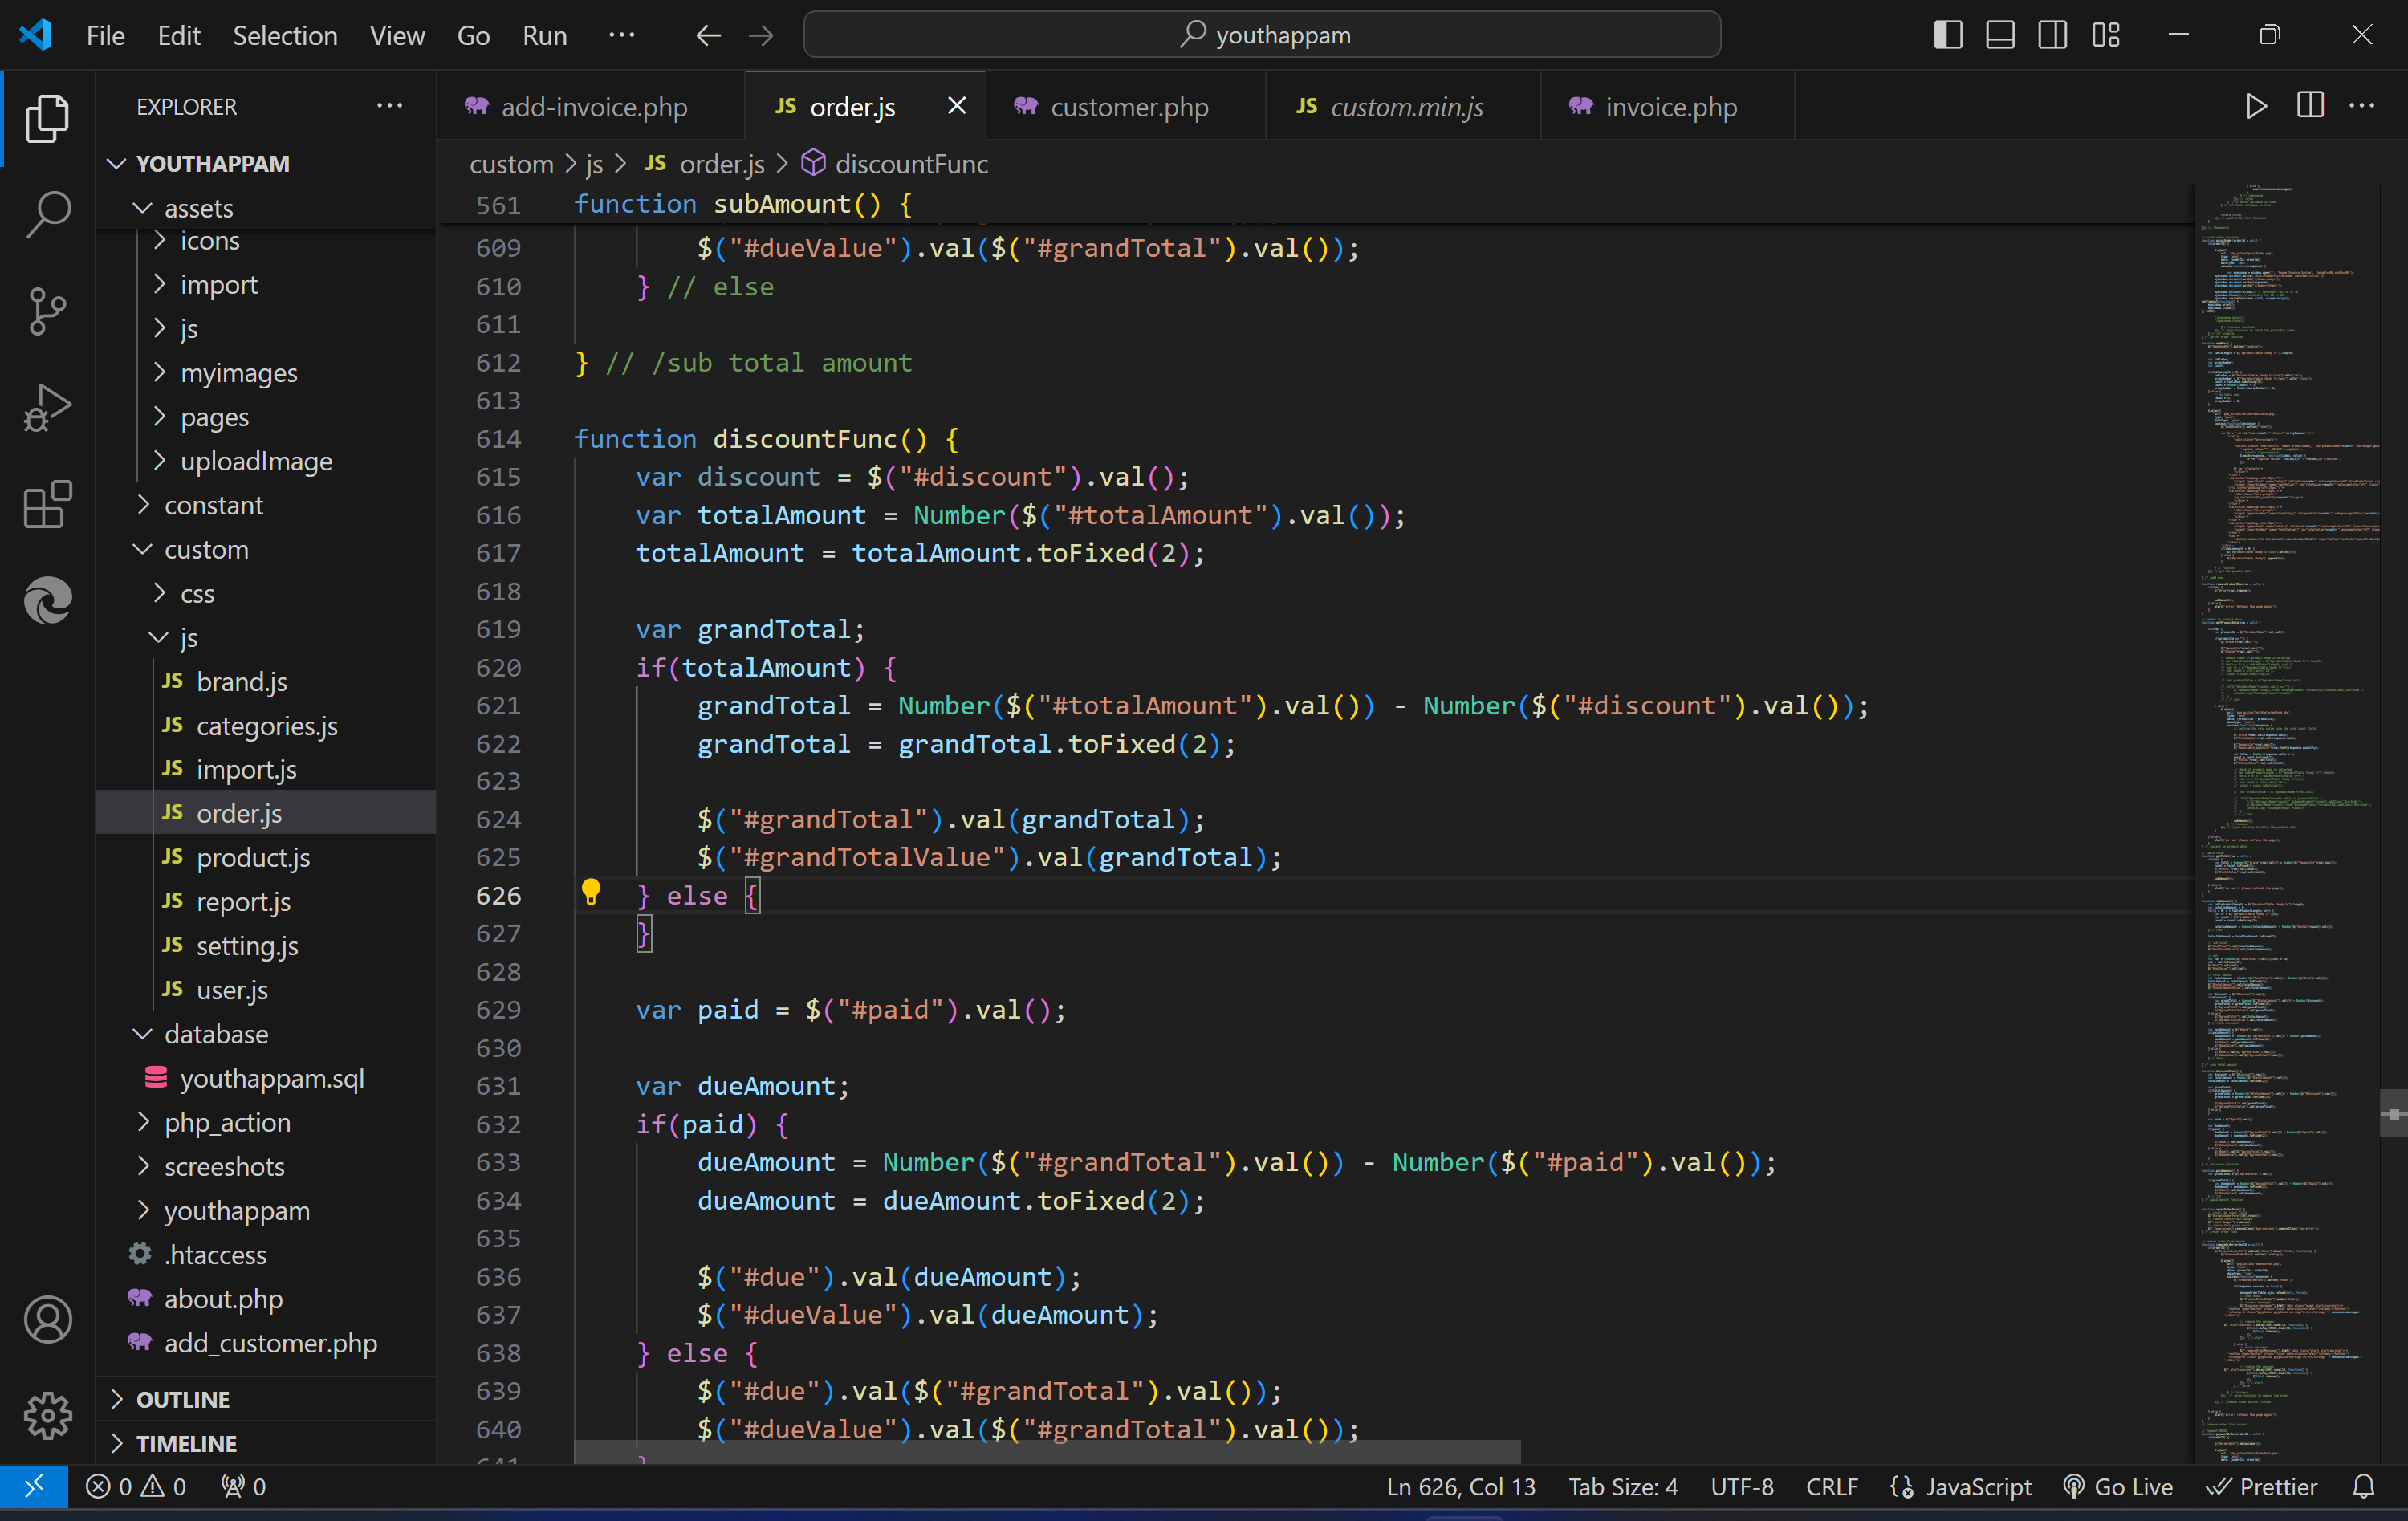 File Edit Selection View Go Run ···
youthappam
EXPLORER
add-invoice.php
JS order.js
customer.php
JS custom.min.js
invoice.php
custom > js > JS order.js > discountFunc
YOUTHAPPAM
assets
icons
import
js
myimages
pages
uploadImage
constant
custom
css
js
JS brand.js
JS categories.js
JS import.js
JS order.js
JS product.js
JS report.js
JS setting.js
JS user.js
database
youthappam.sql
php_action
screeshots
youthappam
.htaccess
about.php
add_customer.php
OUTLINE
TIMELINE
561 function subAmount() {
609 $("#dueValue").val($("#grandTotal").val());
610 } // else
611
612 } // /sub total amount
613
614 function discountFunc() {
615 var discount = $("#discount").val();
616 var totalAmount = Number($("#totalAmount").val());
617 totalAmount = totalAmount.toFixed(2);
618
619 var grandTotal;
620 if(totalAmount) {
621 grandTotal = Number($("#totalAmount").val()) - Number($("#discount").val());
622 grandTotal = grandTotal.toFixed(2);
623
624 $("#grandTotal").val(grandTotal);
625 $("#grandTotalValue").val(grandTotal);
626 } else {
627 }
628
629 var paid = $("#paid").val();
630
631 var dueAmount;
632 if(paid) {
633 dueAmount = Number($("#grandTotal").val()) - Number($("#paid").val());
634 dueAmount = dueAmount.toFixed(2);
635
636 $("#due").val(dueAmount);
637 $("#dueValue").val(dueAmount);
638 } else {
639 $("#due").val($("#grandTotal").val());
640 $("#dueValue").val($("#grandTotal").val());
0 0 0
Ln 626, Col 13 Tab Size: 4 UTF-8 CRLF JavaScript Go Live Prettier